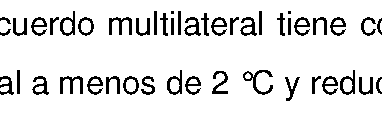 cuerdo multilateral tiene co
al a menos de 2 °C y reduc